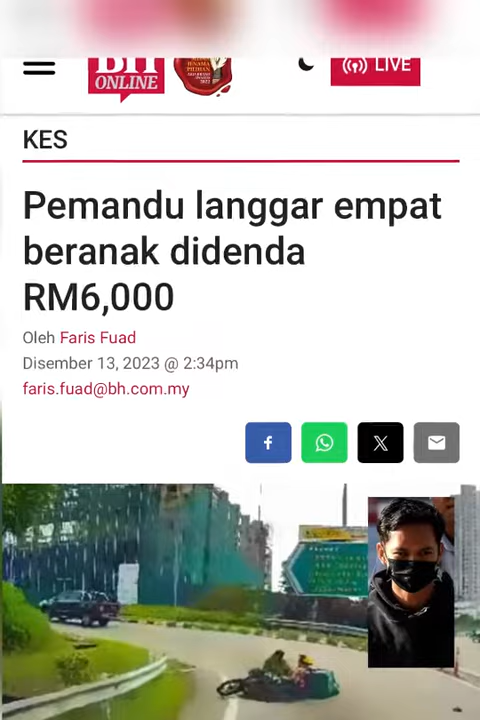 BH
ONLINE
LIVE
KES
Pemandu langgar empat
beranak didenda
RM6,000
Oleh Faris Fuad
Disember 13, 2023 @ 2:34pm
faris.fuad@bh.com.my